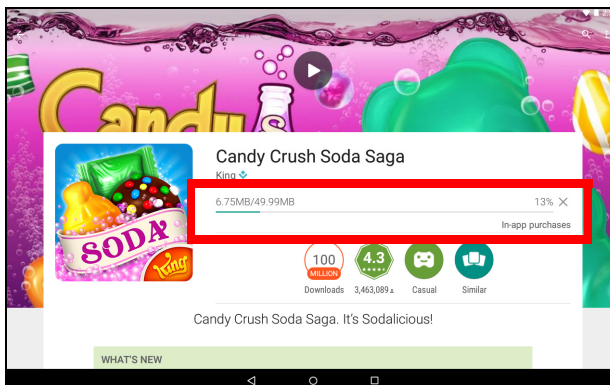 Candy
Candy Crush Soda Saga
King
6.75MB/49.99MB
13%
In-app purchases
SODA
King
100
MILLION
4.3
Downloads
3,463,089
Casual
Similar
Candy Crush Soda Saga. It's Sodalicious!
WHAT'S NEW